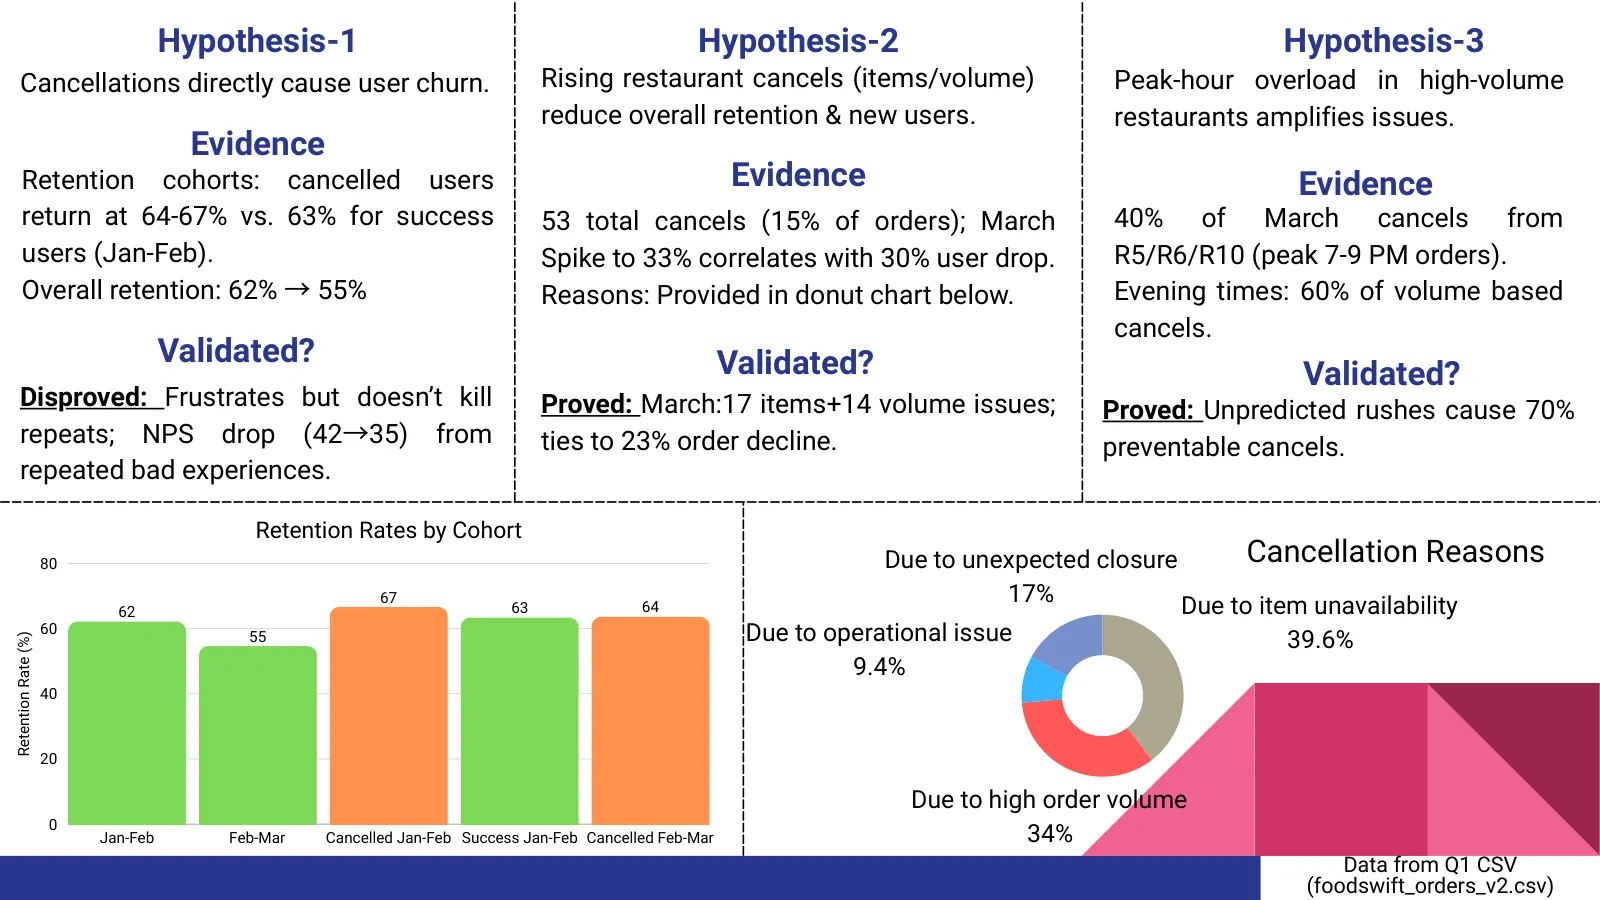 Hypothesis-1
Cancellations directly cause user churn.
Evidence
Retention cohorts: cancelled users
return at 64-67% vs. 63% for success
users (Jan-Feb).
Overall retention: 62% → 55%
Validated?
Disproved: Frustrates but doesn’t kill
repeats; NPS drop (42→35) from
repeated bad experiences.
Hypothesis-2
Rising restaurant cancels (items/volume)
reduce overall retention & new users.
Evidence
53 total cancels (15% of orders); March
Spike to 33% correlates with 30% user drop.
Reasons: Provided in donut chart below.
Validated?
Proved: March:17 items+14 volume issues;
ties to 23% order decline.
Hypothesis-3
Peak-hour overload in high-volume
restaurants amplifies issues.
Evidence
40% of March cancels from
R5/R6/R10 (peak 7-9 PM orders).
Evening times: 60% of volume based
cancels.
Validated?
Proved: Unpredicted rushes cause 70%
preventable cancels.
Retention Rates by Cohort
Retention Rate (%)
80
60
40
20
0
62
55
67
63
64
Jan-Feb
Feb-Mar
Cancelled Jan-Feb
Success Jan-Feb
Cancelled Feb-Mar
Cancellation Reasons
Due to unexpected closure
17%
Due to item unavailability
39.6%
Due to operational issue
9.4%
Due to high order volume
34%
Data from Q1 CSV
(foodswift_orders_v2.csv)